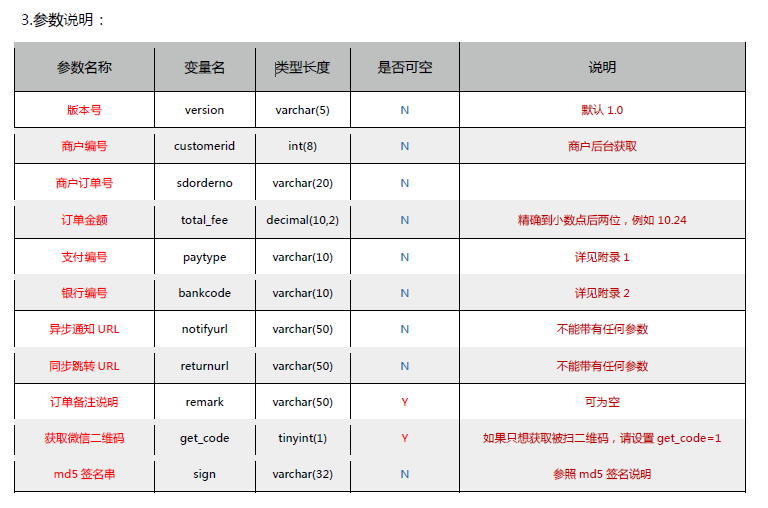 3.参数说明：
参数名称 变量名 类型长度 是否可空 说明
版本号 version varchar(5) N 默认 1.0
商户编号 customerid int(8) N 商户后台获取
商户订单号 sdorderno varchar(20) N
订单金额 total_fee decimal(10,2) N 精确到小数点后两位，例如 10.24
支付编号 paytype varchar(10) N 详见附录 1
银行编号 bankcode varchar(10) N 详见附录 2
异步通知 URL notifyurl varchar(50) N 不能带有任何参数
同步跳转 URL returnurl varchar(50) N 不能带有任何参数
订单备注说明 remark varchar(50) Y 可为空
获取微信二维码 get_code tinyint(1) Y 如果只想获取被扫二维码，请设置 get_code=1
md5 签名串 sign varchar(32) N 参照 md5 签名说明